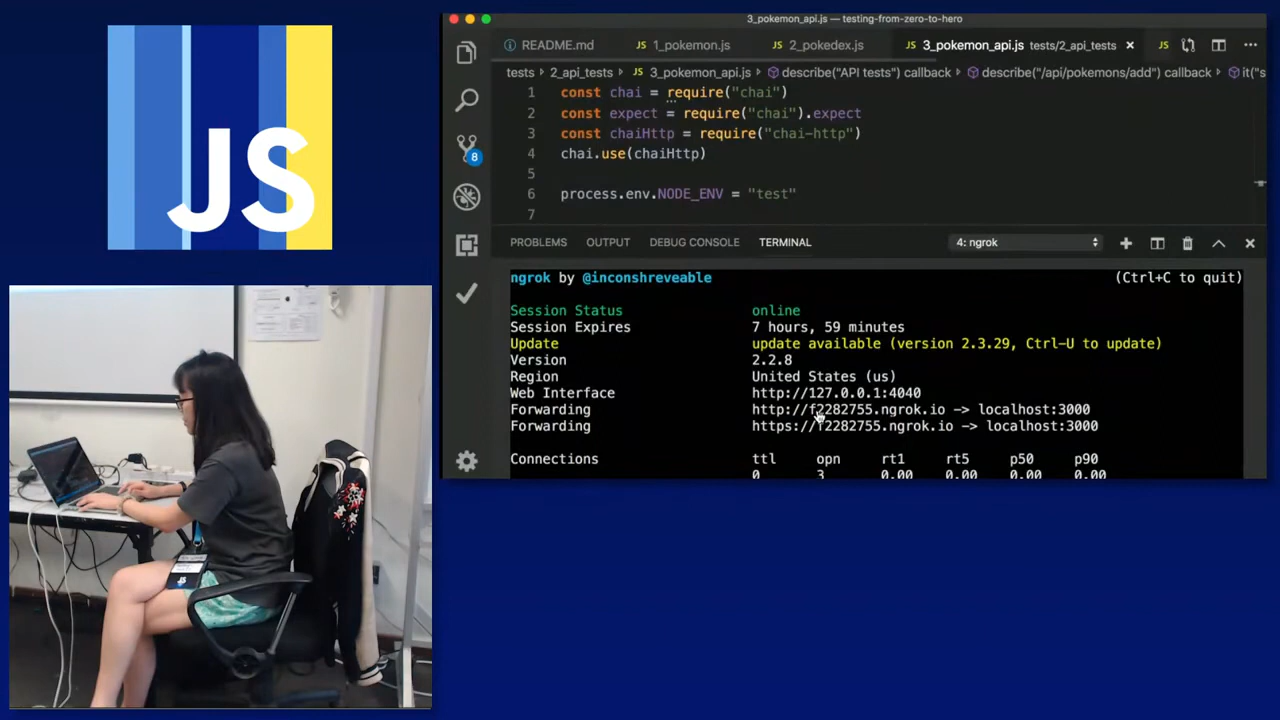 JS
3_pokemon_api.js — testing-from-zero-to-hero
README.md
JS 1_pokemon.js
JS 2_pokedex.js
JS 3_pokemon_api.js tests/2_api_tests
JS
tests > 2_api_tests > JS 3_pokemon_api.js > describe("API tests") callback > describe("/api/pokemons/add") callback > it("s
1 const chai = require("chai")
2 const expect = require("chai").expect
3 const chaiHttp = require("chai-http")
4 chai.use(chaiHttp)
5
6 process.env.NODE_ENV = "test"
7
8
PROBLEMS OUTPUT DEBUG CONSOLE TERMINAL 4: ngrok
ngrok by @inconshreveable (Ctrl+C to quit)
Session Status online
Session Expires 7 hours, 59 minutes
Update update available (version 2.3.29, Ctrl-U to update)
Version 2.2.8
Region United States (us)
Web Interface http://127.0.0.1:4040
Forwarding http://f2282755.ngrok.io -> localhost:3000
Forwarding https://f2282755.ngrok.io -> localhost:3000
Connections ttl opn rt1 rt5 p50 p90
0 3 0.00 0.00 0.00 0.00
JS